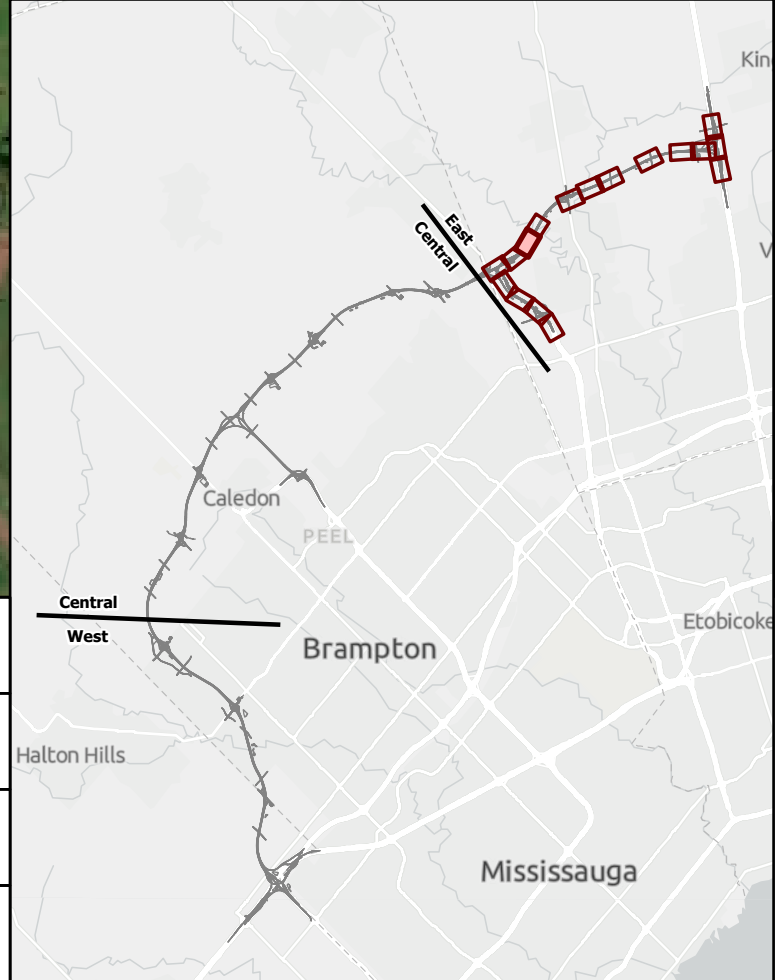 Kin
East
Central
V
Caledon
PEEL
Central
West
Etobicoke
Brampton
Halton Hills
Mississauga